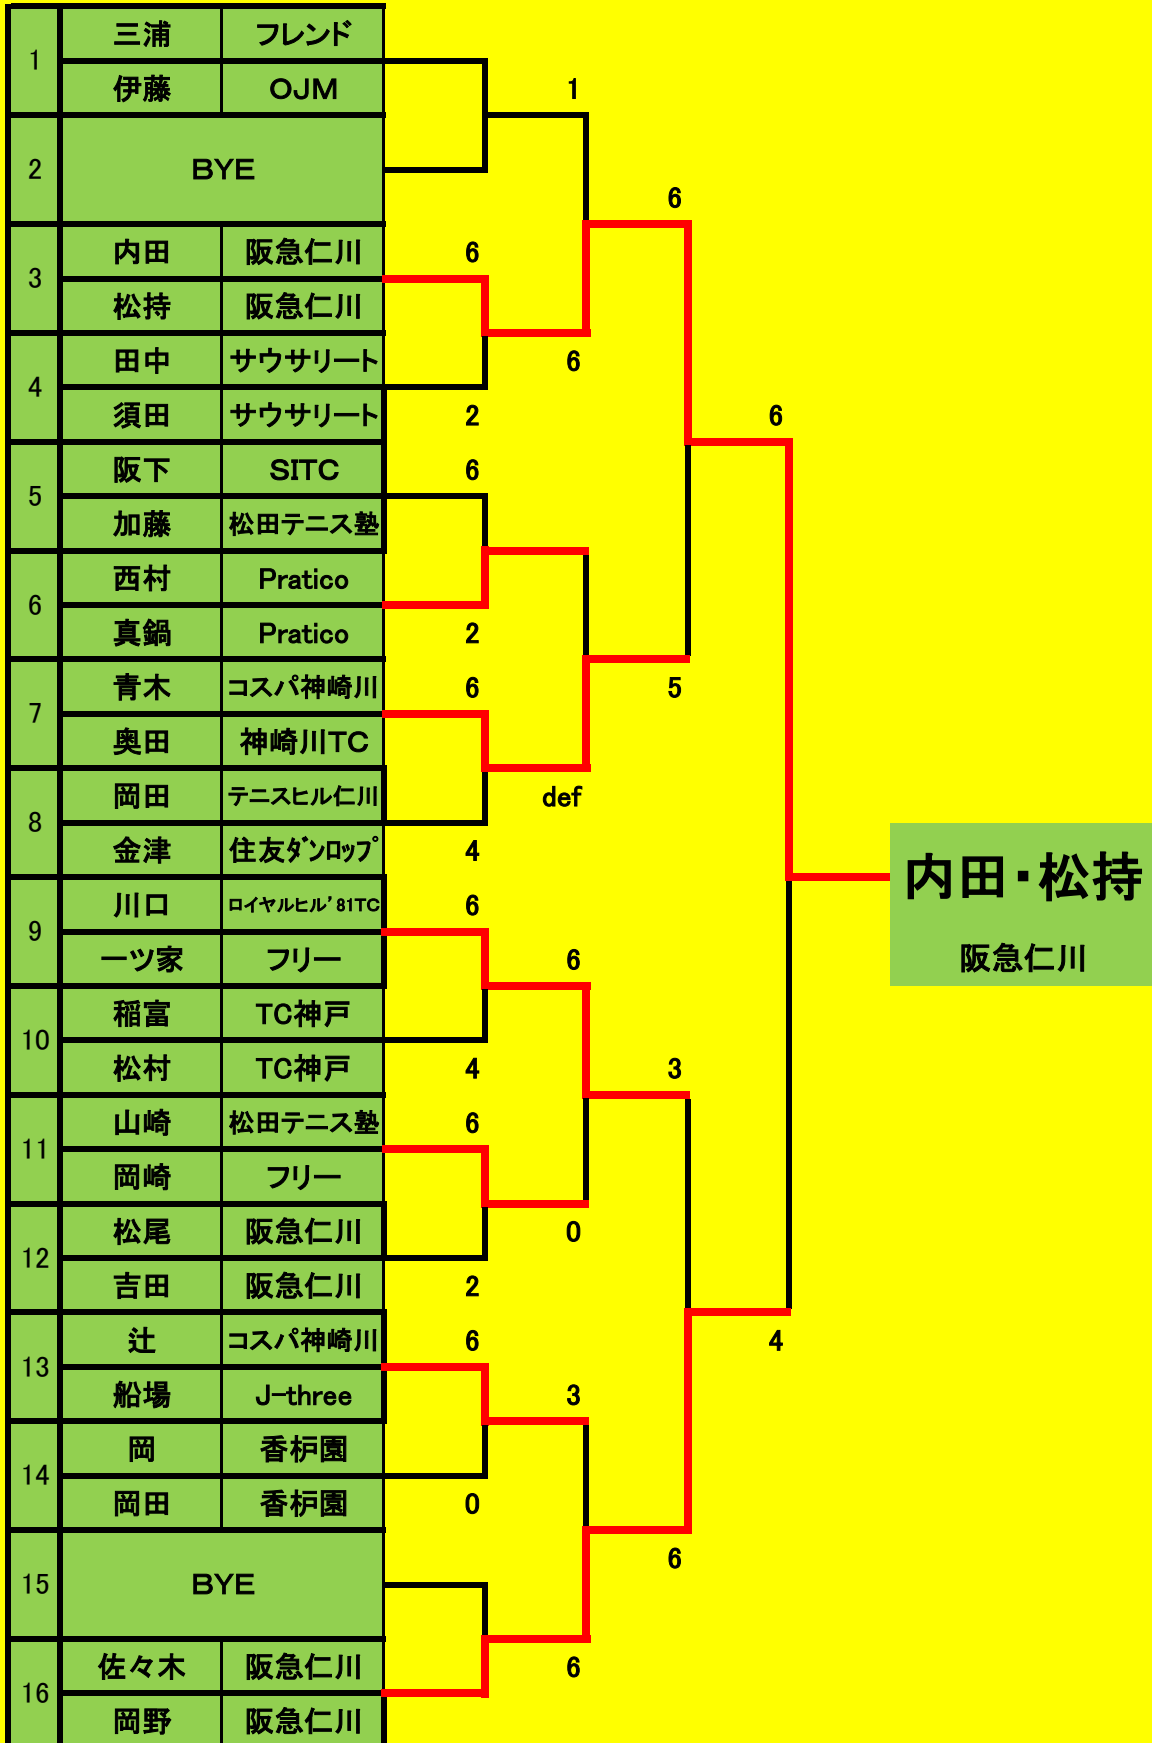 1 三浦 フレンド
伊藤 OJM
2 BYE
3 内田 阪急仁川
松持 阪急仁川
4 田中 サウサリート
須田 サウサリート
5 阪下 SITC
加藤 松田テニス塾
6 西村 Pratico
真鍋 Pratico
7 青木 コスパ神崎川
奥田 神崎川TC
8 岡田 テニスヒル仁川
金津 住友ダンロップ
9 川口 ロイヤルヒル'81TC
一ツ家 フリー
10 稲富 TC神戸
松村 TC神戸
11 山崎 松田テニス塾
岡崎 フリー
12 松尾 阪急仁川
吉田 阪急仁川
13 辻 コスパ神崎川
船場 J-three
14 岡 香枦園
岡田 香枦園
15 BYE
16 佐々木 阪急仁川
岡野 阪急仁川
6
2
6
2
6
4
6
4
6
2
6
0
1
6
def
6
0
3
6
6
5
3
6
6
4
内田・松持
阪急仁川